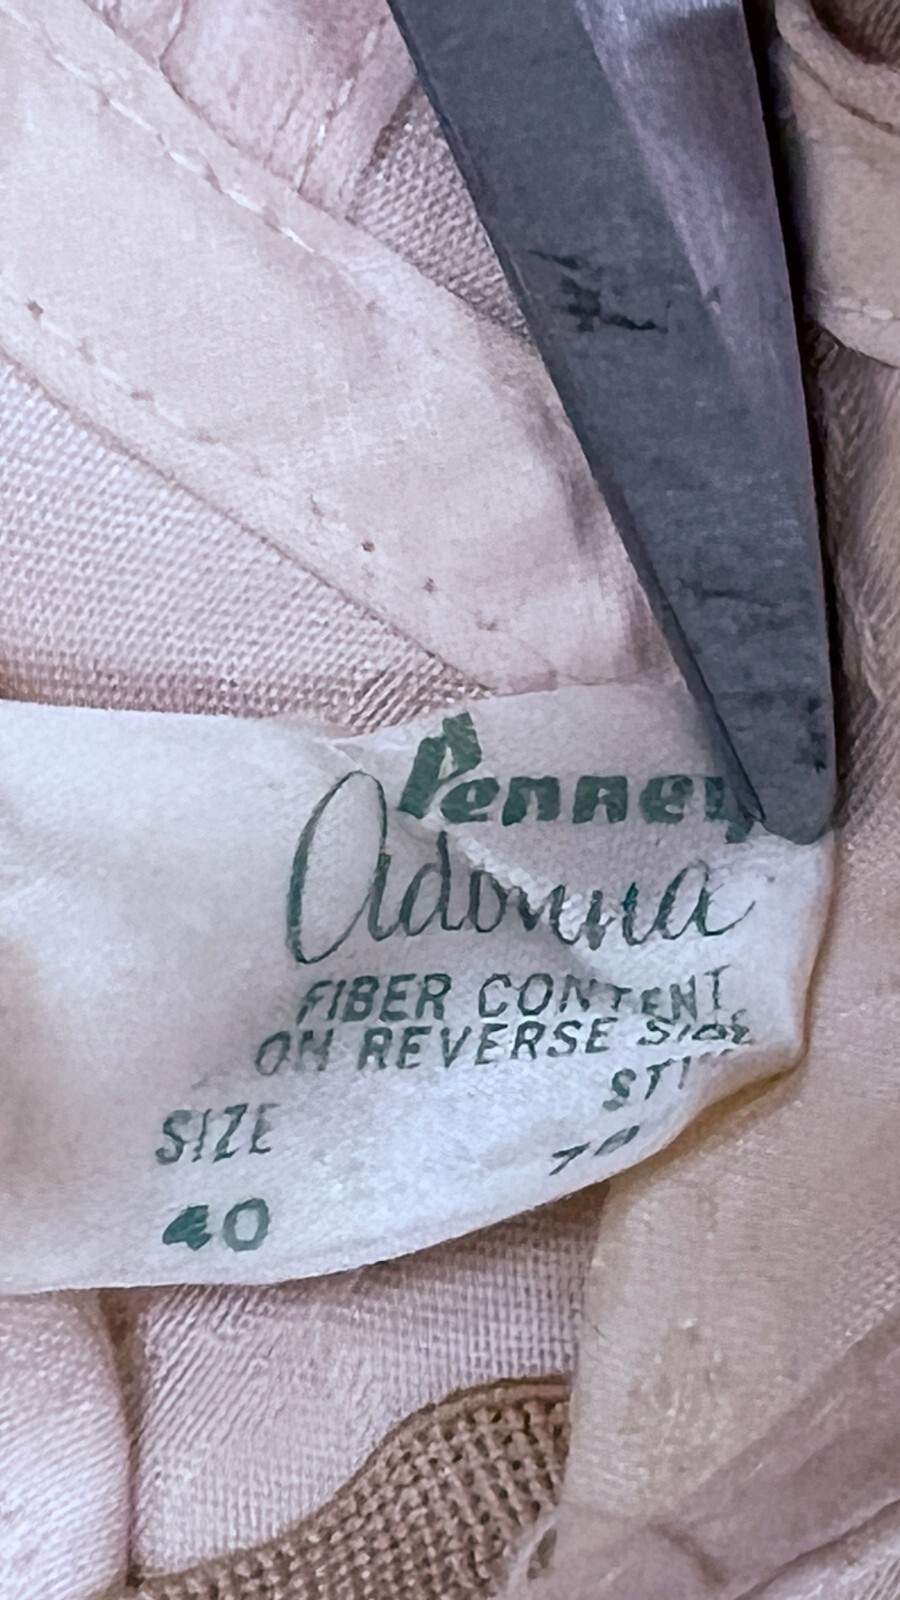 Penney
Adonna
FIBER CONTENT
ON REVERSE SIDE
SIZE
40